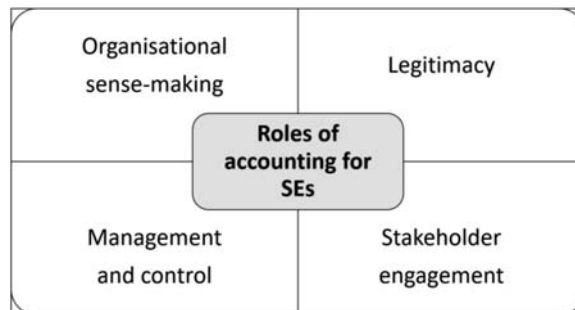 Organisational
sense-making
Legitimacy
Roles of
accounting for
SEs
Management
and control
Stakeholder
engagement